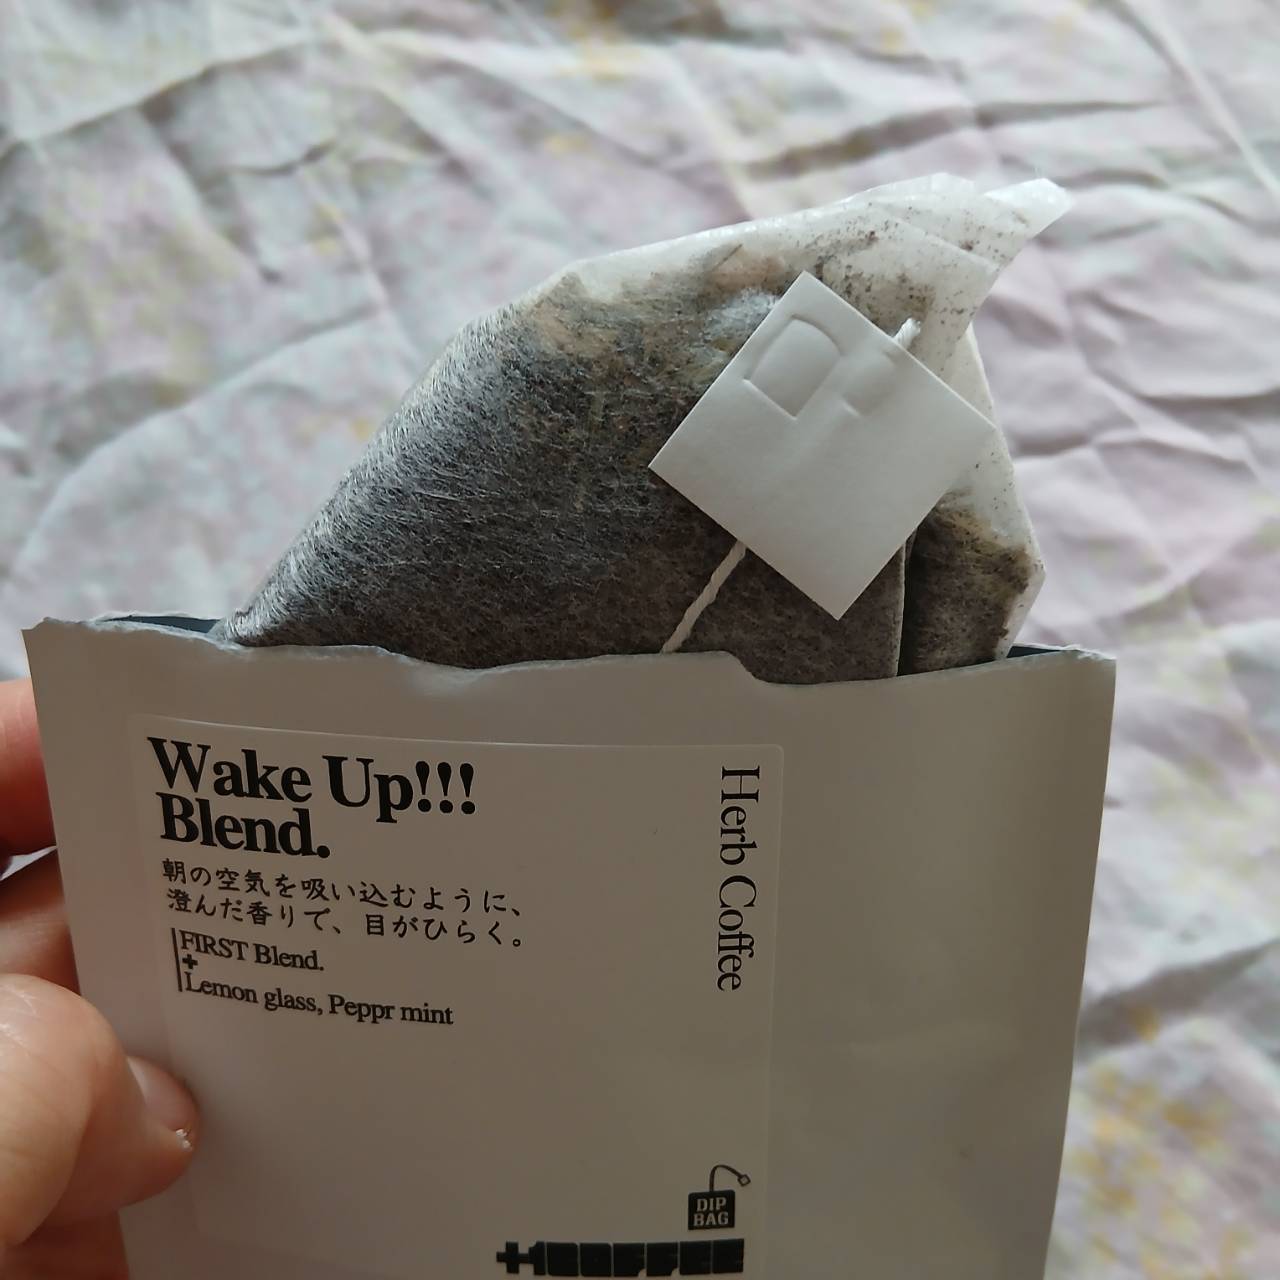 Wake Up!!!
Blend.
朝の空気を吸い込むように、
澄んだ香りで、目がひらく。
FIRST Blend.
+
Lemon glass, Peppr mint
Herb Coffee
DIP
BAG